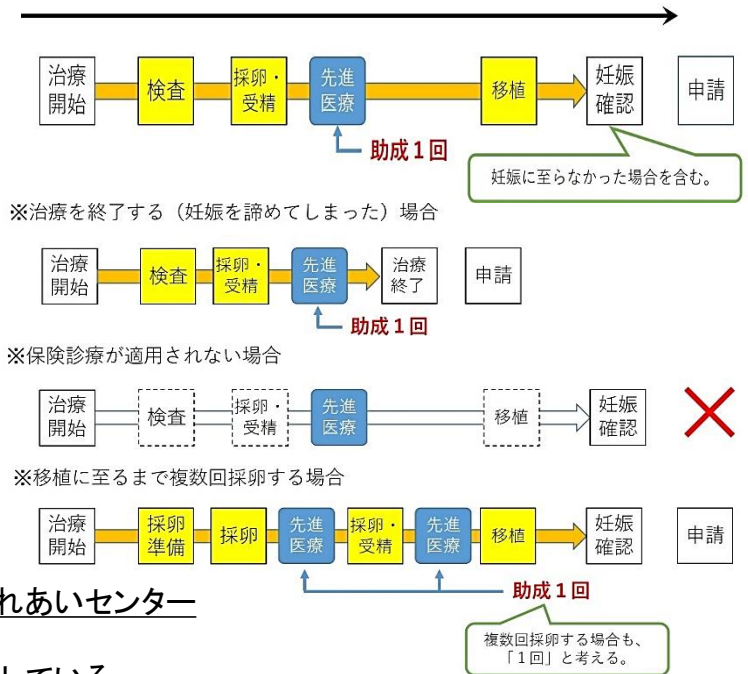 治療開始
検査
採卵・受精
先進医療
移植
妊娠確認
申請
助成1回
妊娠に至らなかった場合を含む。
※治療を終了する（妊娠を諦めてしまった）場合
治療開始
検査
採卵・受精
先進医療
治療終了
申請
助成1回
※保険診療が適用されない場合
治療開始
検査
採卵・受精
先進医療
移植
妊娠確認
※移植に至るまで複数回採卵する場合
治療開始
採卵準備
採卵
先進医療
採卵・受精
先進医療
移植
妊娠確認
申請
助成1回
れあいセンター
複数回採卵する場合も、
「1回」と考える。
している